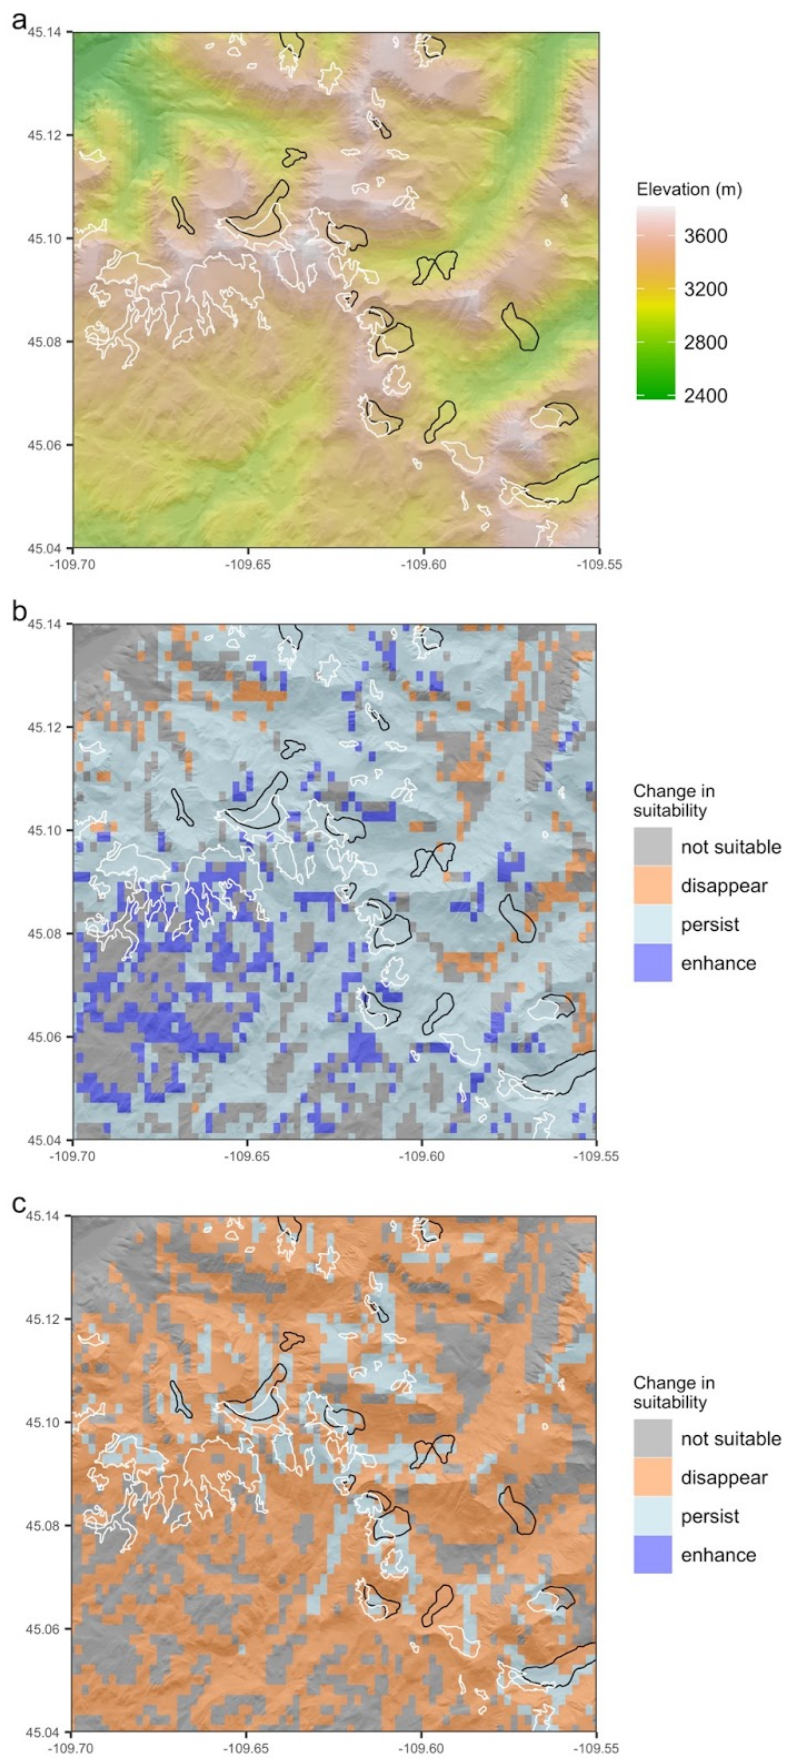 a
45.14
45.12
45.10
45.08
45.06
45.04
-109.70
-109.65
-109.60
-109.55
Elevation (m)
3600
3200
2800
2400
b
45.14
45.12
45.10
45.08
45.06
45.04
-109.70
-109.65
-109.60
-109.55
Change in
suitability
not suitable
disappear
persist
enhance
c
45.14
45.12
45.10
45.08
45.06
45.04
-109.70
-109.65
-109.60
-109.55
Change in
suitability
not suitable
disappear
persist
enhance